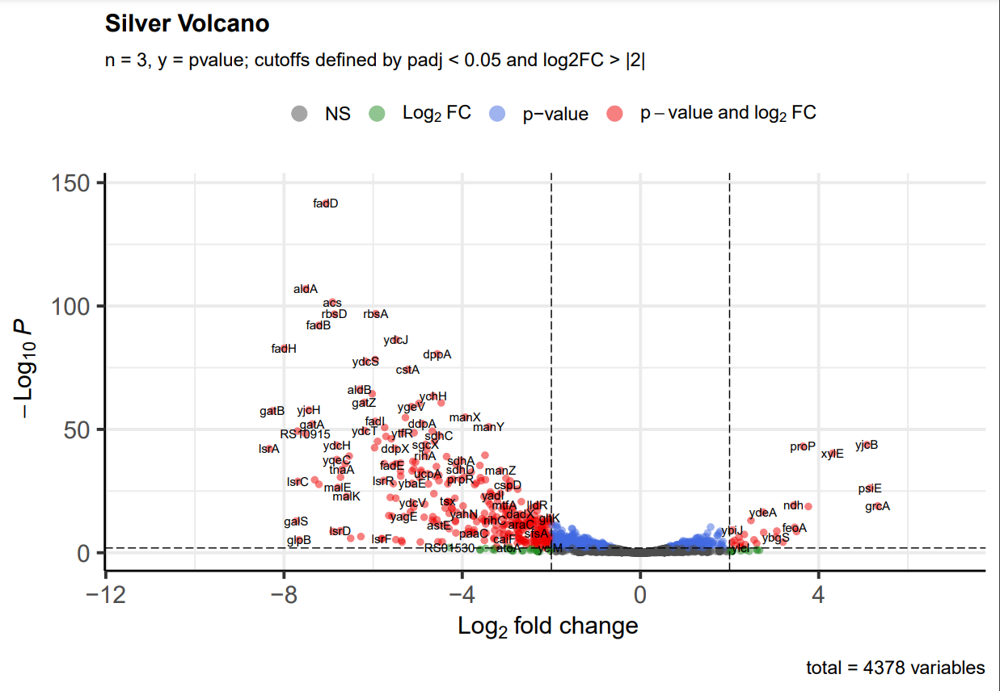 Silver Volcano
n = 3, y = pvalue; cutoffs defined by padj < 0.05 and log2FC > |2|
NS Log2 FC p−value p − value and log2 FC
150
fadD
aldA
100
acs
rbsD rbsA
fadB
ydcJ
fadH
dppA
ydcS
cstA
aldB
ychH
gatZ
ygeV
gatB yjcH
manX
fadI
gatA ddpA manY
ydcT
50
RS10915 ytfR sdhC
ydcH sgcX
lsrA ddpX
proP yjcB
xylE
rihA
yqeC sdhA
fadE
tnaA sdhD manZ
ucpA
lsrC lsrR prpR
ybaE cspD
malE
pstE
malK yadI
ydcV tsx mtfA lldR
ndh grcA
yagE yahN dadX
ydeA
galS rihC gltK
astE araC
feoA
lsrD paaC sfsA
ybiJ
glpB lsrF caiF
ybgS
RS01530 atoA yciM
ylcI
0
−12 −8 −4 0 4
−Log10 P
Log2 fold change
total = 4378 variables